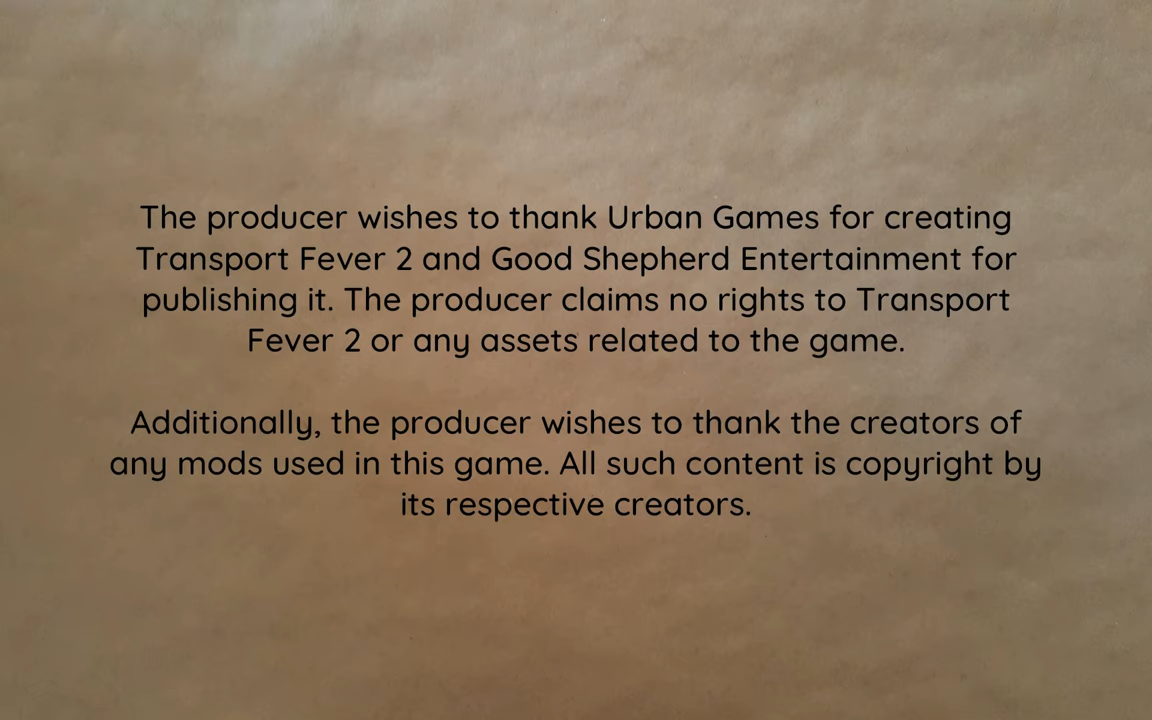 The producer wishes to thank Urban Games for creating
Transport Fever 2 and Good Shepherd Entertainment for
publishing it. The producer claims no rights to Transport
Fever 2 or any assets related to the game.
Additionally, the producer wishes to thank the creators of
any mods used in this game. All such content is copyright by
its respective creators.